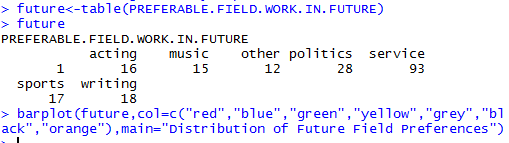 > future<-table(PREFERABLE.FIELD.WORK.IN.FUTURE)
> future
PREFERABLE.FIELD.WORK.IN.FUTURE
            acting    music    other politics  service
       1       16       15       12       28       93
  sports  writing
      17       18
> barplot(future,col=c("red","blue","green","yellow","grey","bl
ack","orange"),main="Distribution of Future Field Preferences")
>